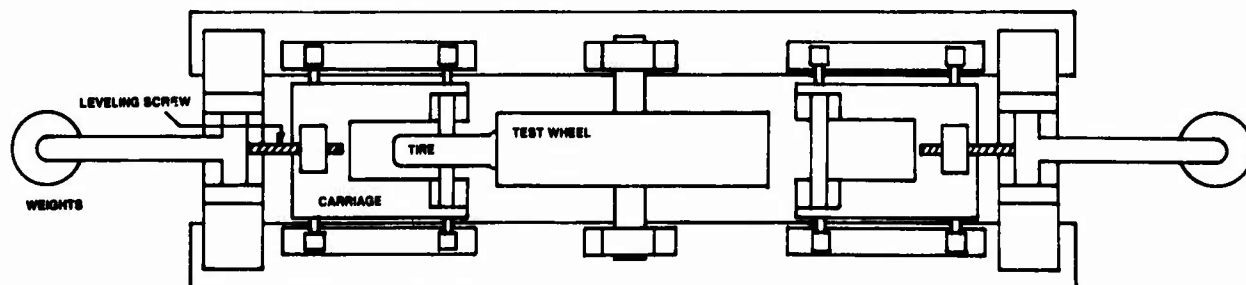 LEVELING SCREW
TEST WHEEL
TIRE
CARRIAGE
WEIGHTS